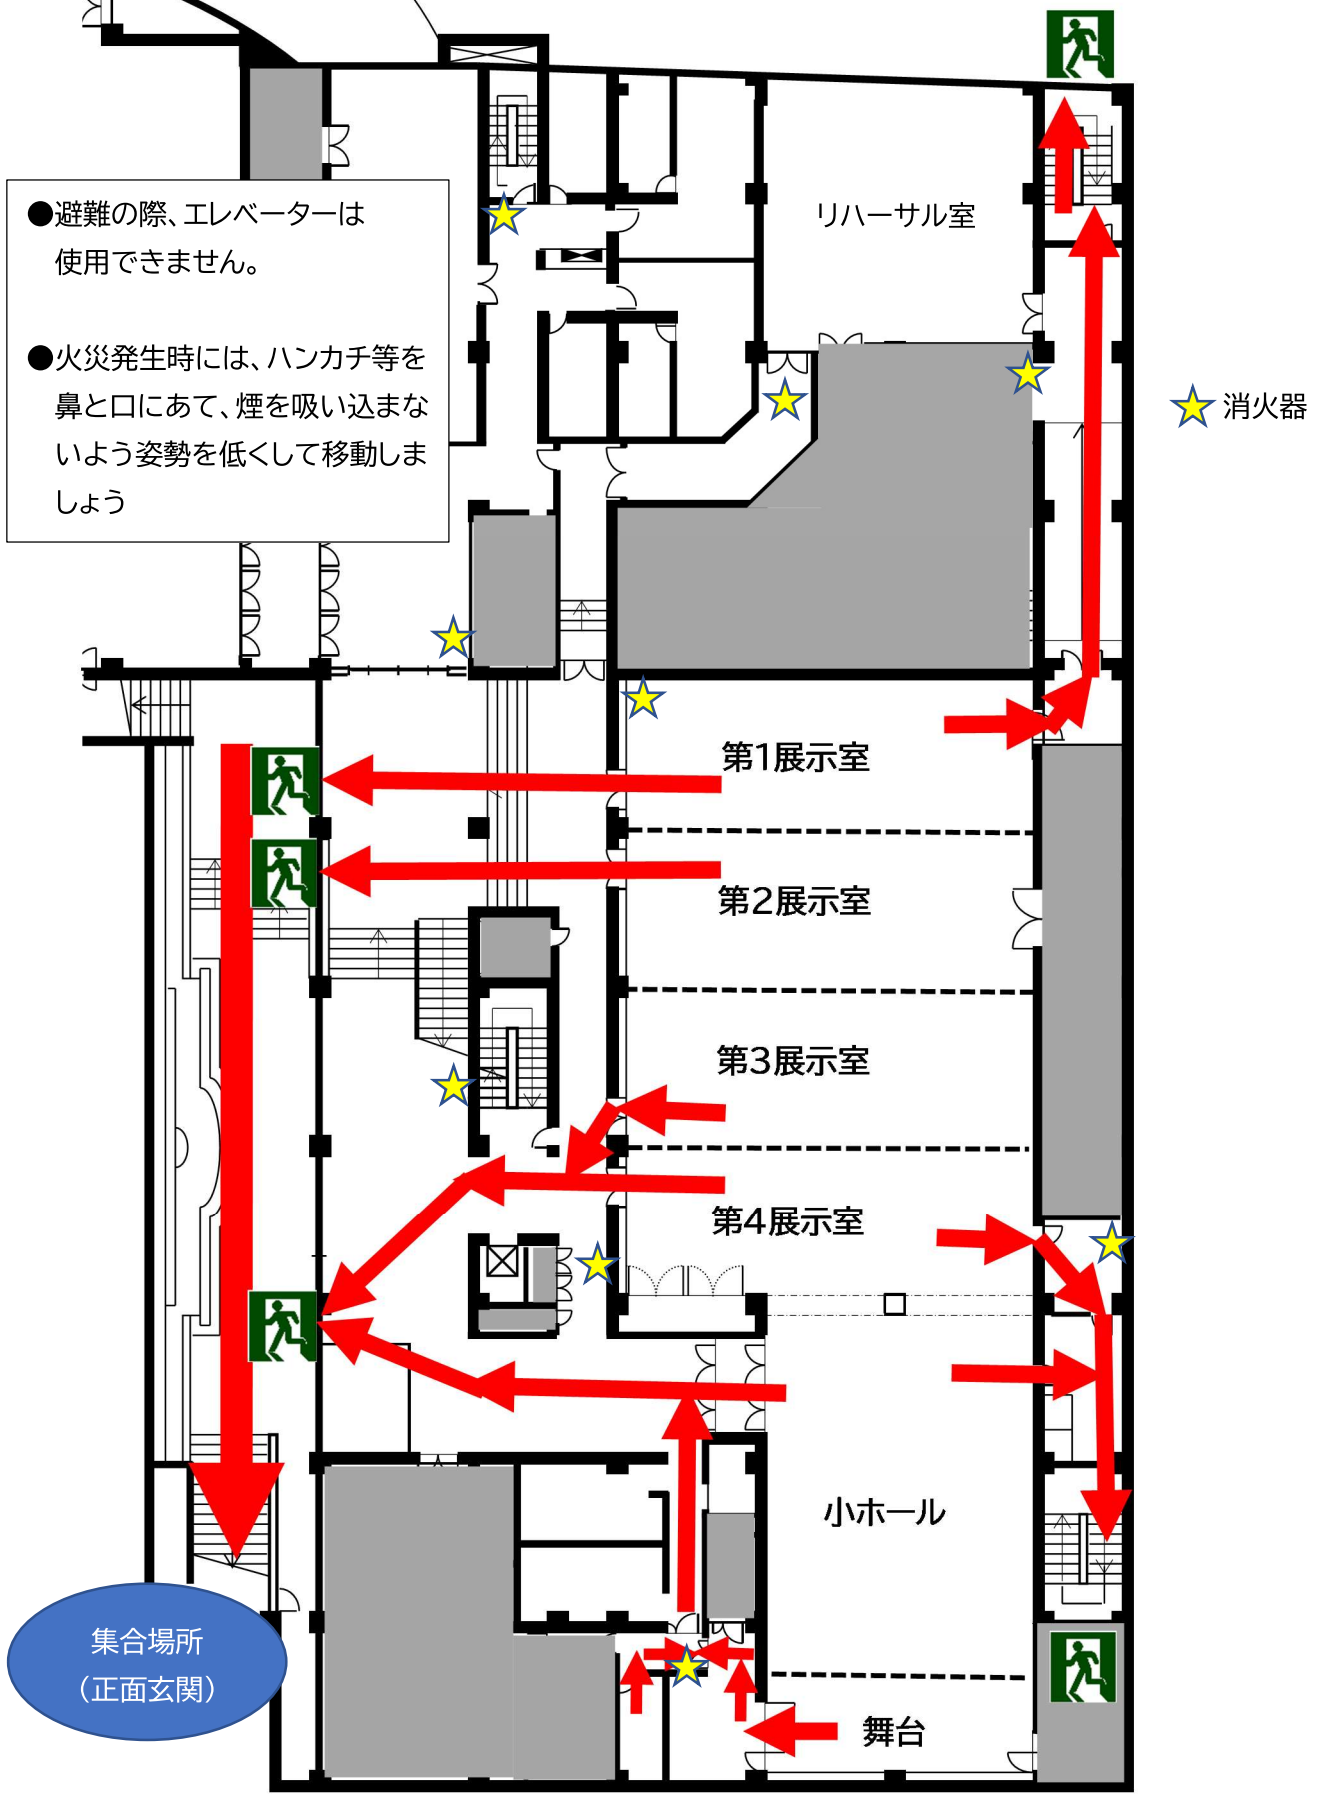 ●避難の際、エレベーターは
使用できません。
●火災発生時には、ハンカチ等を
鼻と口にあて、煙を吸い込まな
いよう姿勢を低くして移動しま
しょう
リハーサル室
消火器
第1展示室
第2展示室
第3展示室
第4展示室
小ホール
舞台
集合場所
（正面玄関）